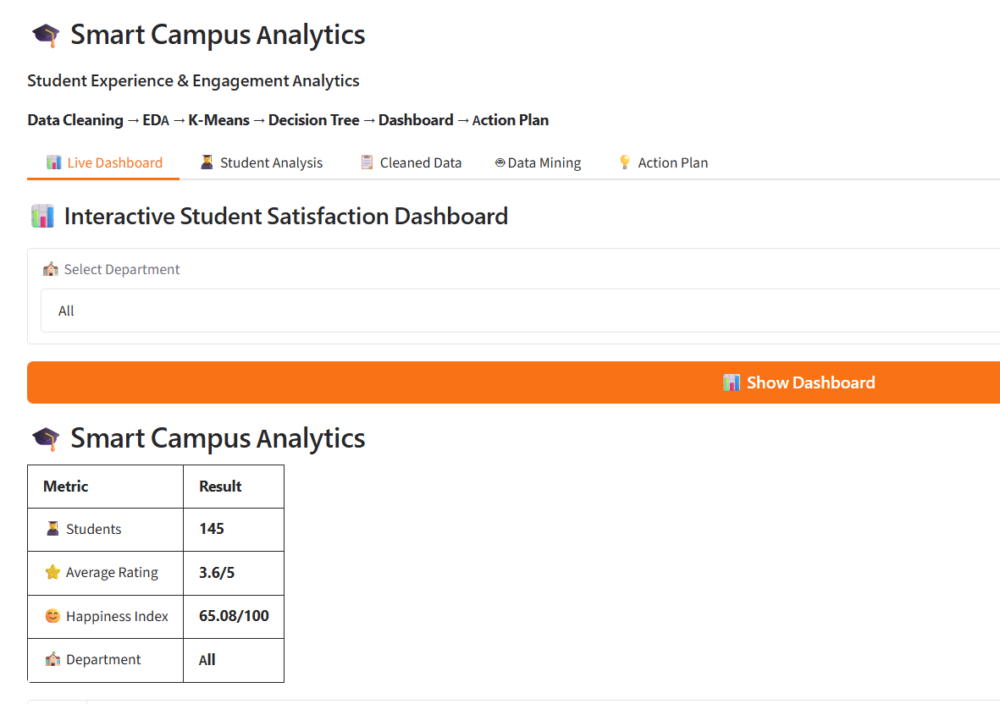 🎓 Smart Campus Analytics
Student Experience & Engagement Analytics
Data Cleaning → EDA → K-Means → Decision Tree → Dashboard → Action Plan
📊 Live Dashboard 👨‍🎓 Student Analysis 📋 Cleaned Data Data Mining 💡 Action Plan
📊 Interactive Student Satisfaction Dashboard
🏫 Select Department
All
📊 Show Dashboard
🎓 Smart Campus Analytics
Metric Result
👨‍🎓 Students 145
⭐ Average Rating 3.6/5
😊 Happiness Index 65.08/100
🏫 Department All